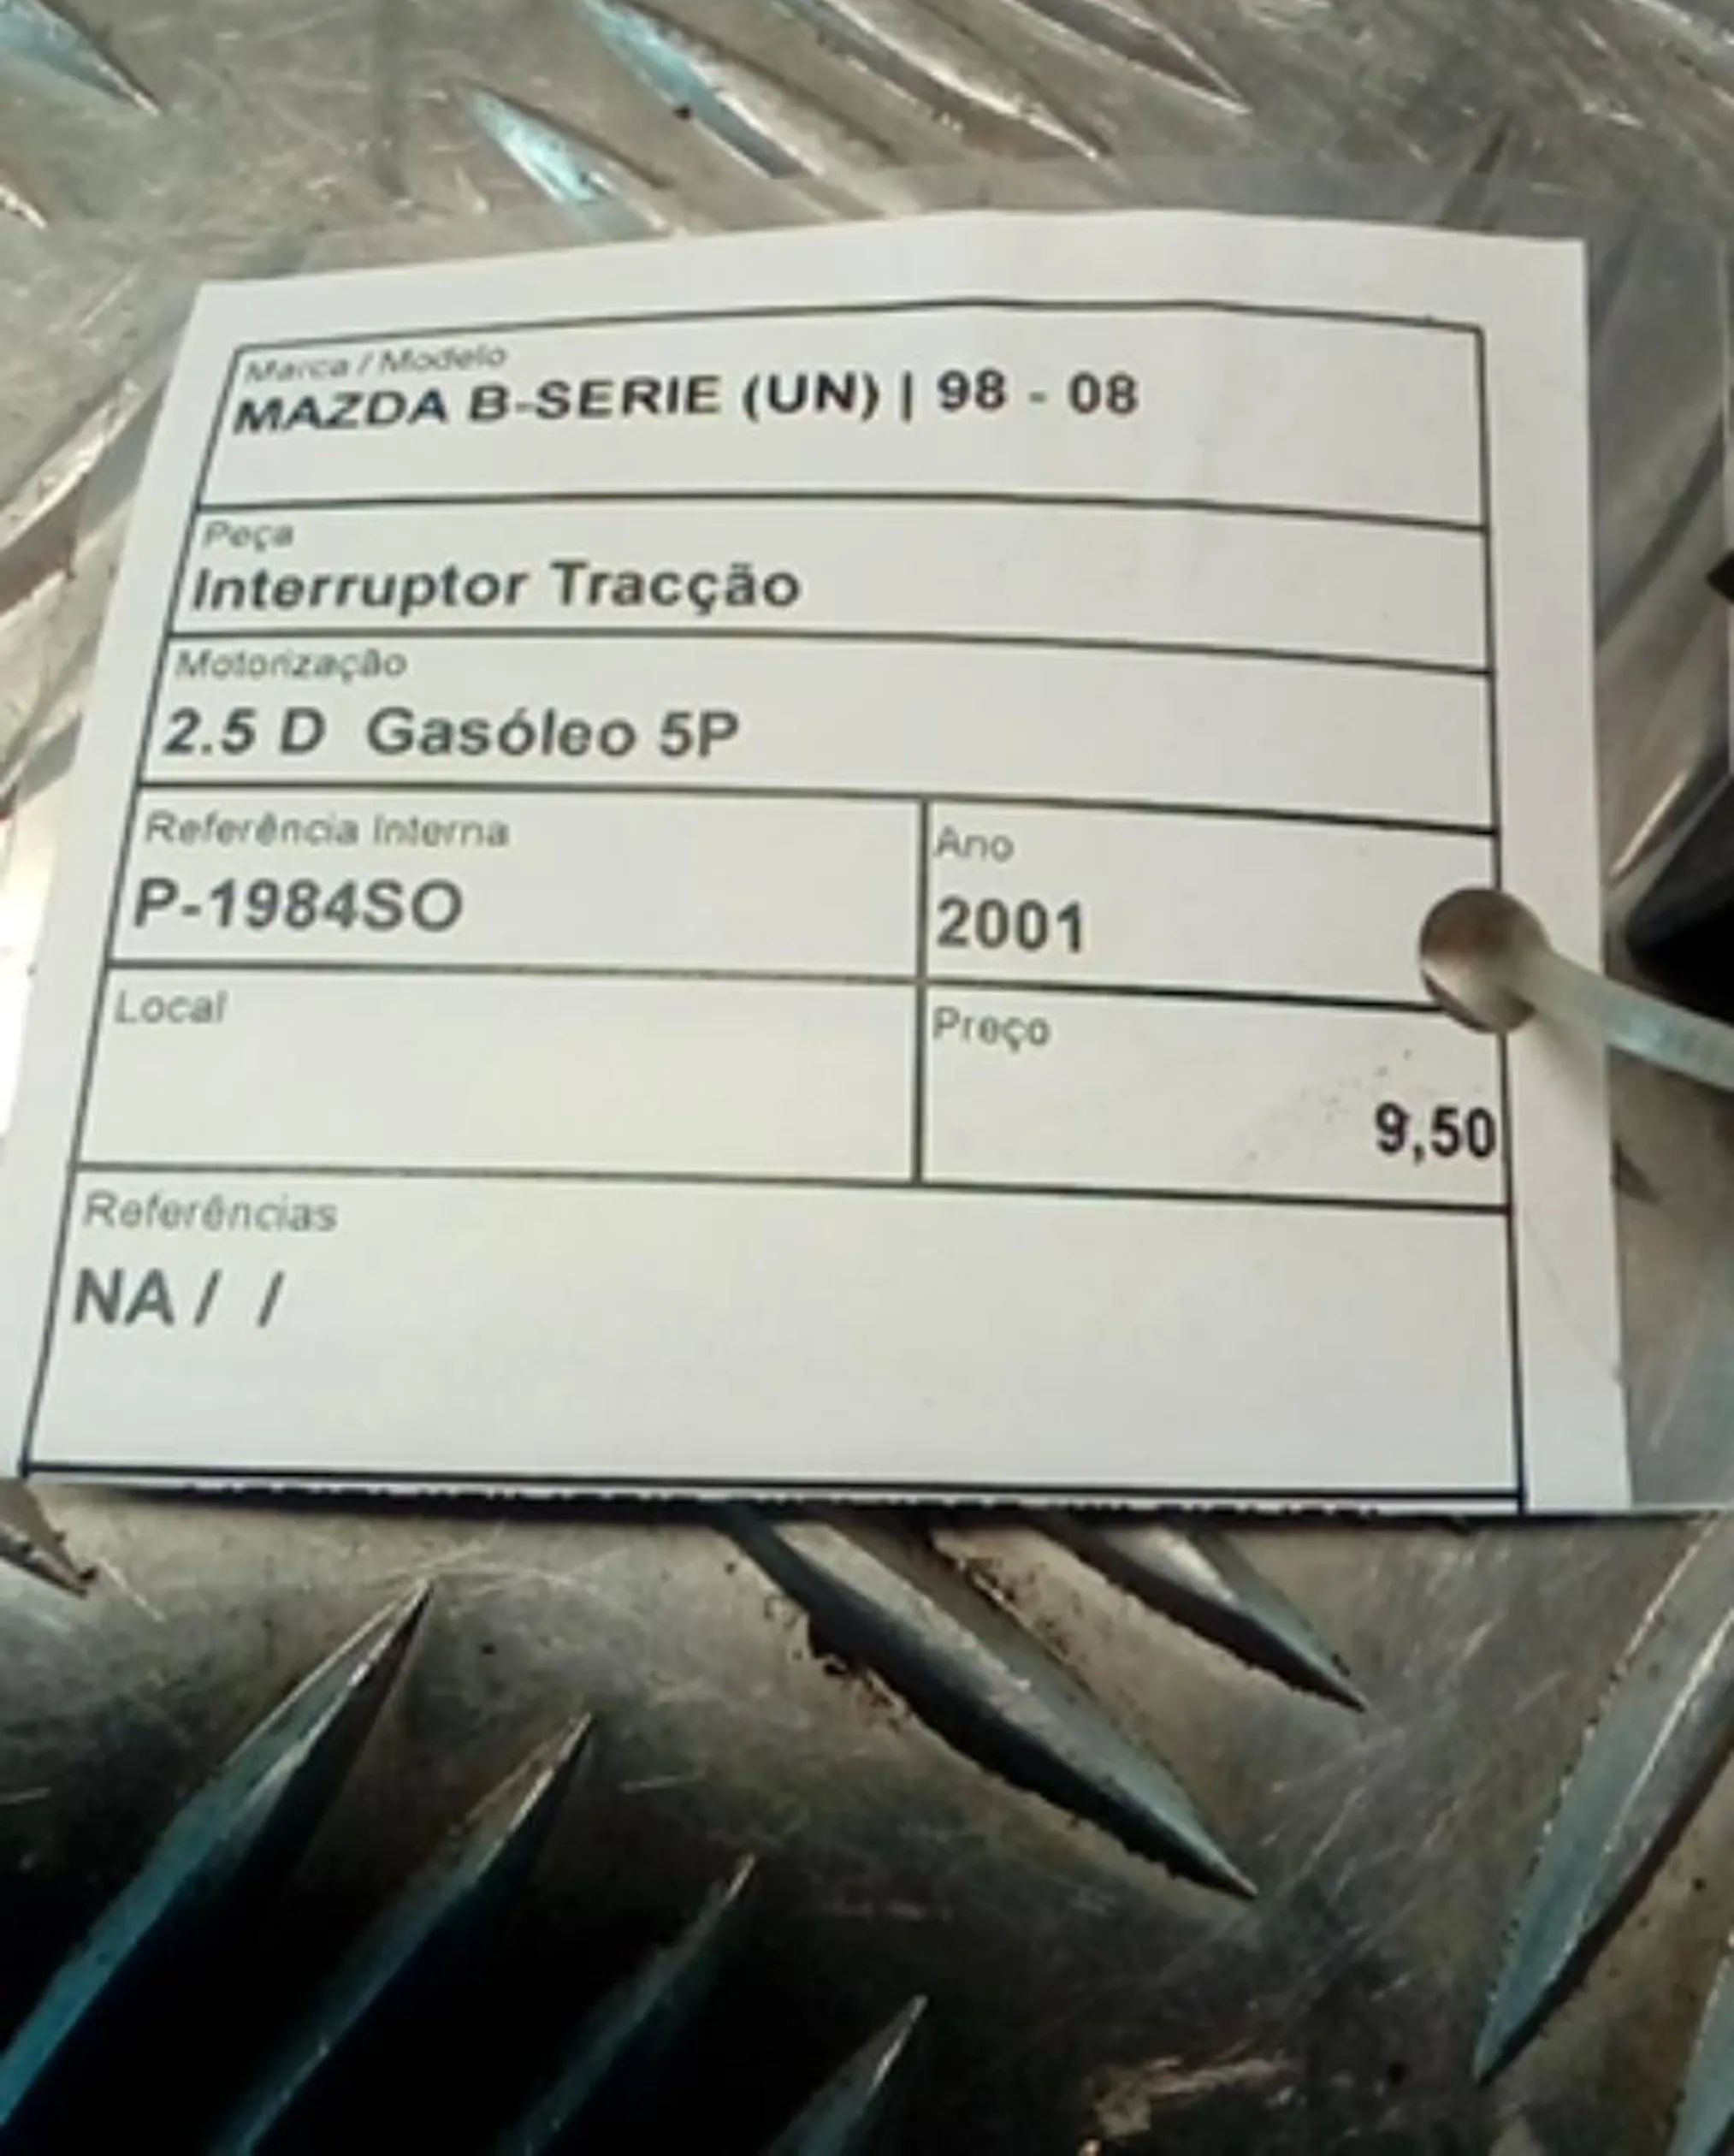 Marca / Modelo
MAZDA B-SERIE (UN) | 98 - 08
Peça
Interruptor Tracção
Motorização
2.5 D  Gasóleo 5P
Referência Interna
P-1984SO
Ano
2001
Local
Preço
9,50
Referências
NA /  /